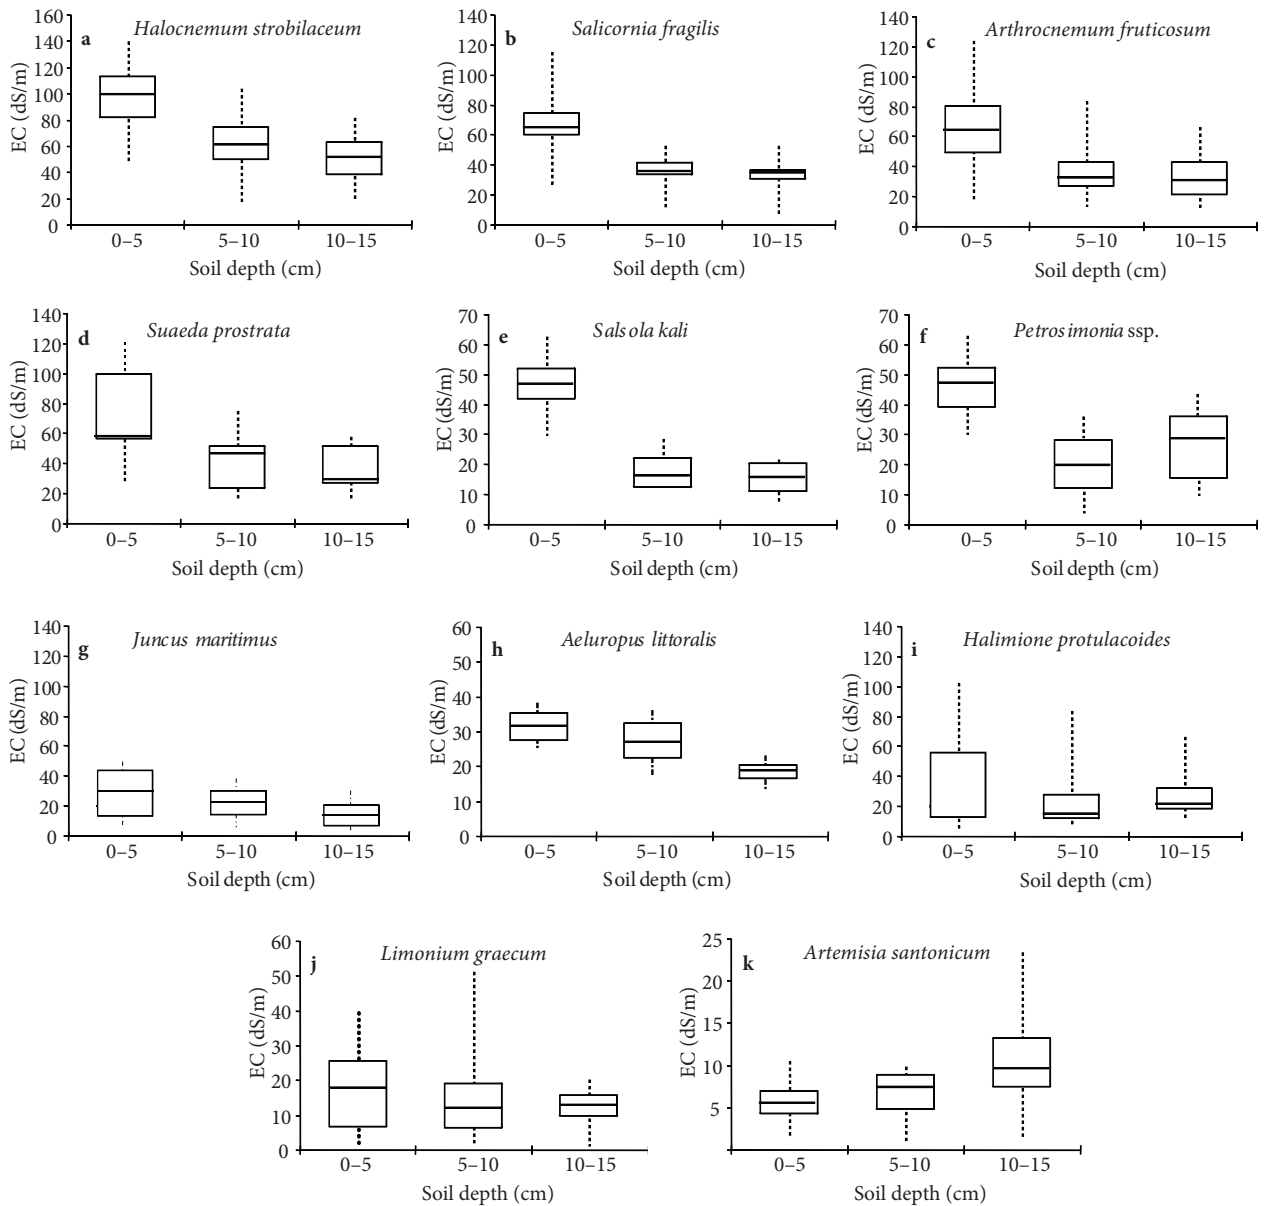 a
Halocnemum strobilaceum
EC (dS/m)
160
140
120
100
80
60
40
20
0
0–5 5–10 10–15
Soil depth (cm)
b
Salicornia fragilis
EC (dS/m)
140
120
100
80
60
40
20
0
0–5 5–10 10–15
Soil depth (cm)
c
Arthrocnemum fruticosum
EC (dS/m)
140
120
100
80
60
40
20
0
0–5 5–10 10–15
Soil depth (cm)
d
Suaeda prostrata
EC (dS/m)
140
120
100
80
60
40
20
0
0–5 5–10 10–15
Soil depth (cm)
e
Salsola kali
EC (dS/m)
70
60
50
40
30
20
10
0
0–5 5–10 10–15
Soil depth (cm)
f
Petrosimonia ssp.
EC (dS/m)
70
60
50
40
30
20
10
0
0–5 5–10 10–15
Soil depth (cm)
g
Juncus maritimus
EC (dS/m)
140
120
100
80
60
40
20
0
0–5 5–10 10–15
Soil depth (cm)
h
Aeluropus littoralis
EC (dS/m)
60
50
40
30
20
10
0
0–5 5–10 10–15
Soil depth (cm)
i
Halimione protulacoides
EC (dS/m)
140
120
100
80
60
40
20
0
0–5 5–10 10–15
Soil depth (cm)
j
Limonium graecum
EC (dS/m)
60
50
40
30
20
10
0
0–5 5–10 10–15
Soil depth (cm)
k
Artemisia santonicum
EC (dS/m)
25
20
15
10
5
0–5 5–10 10–15
Soil depth (cm)